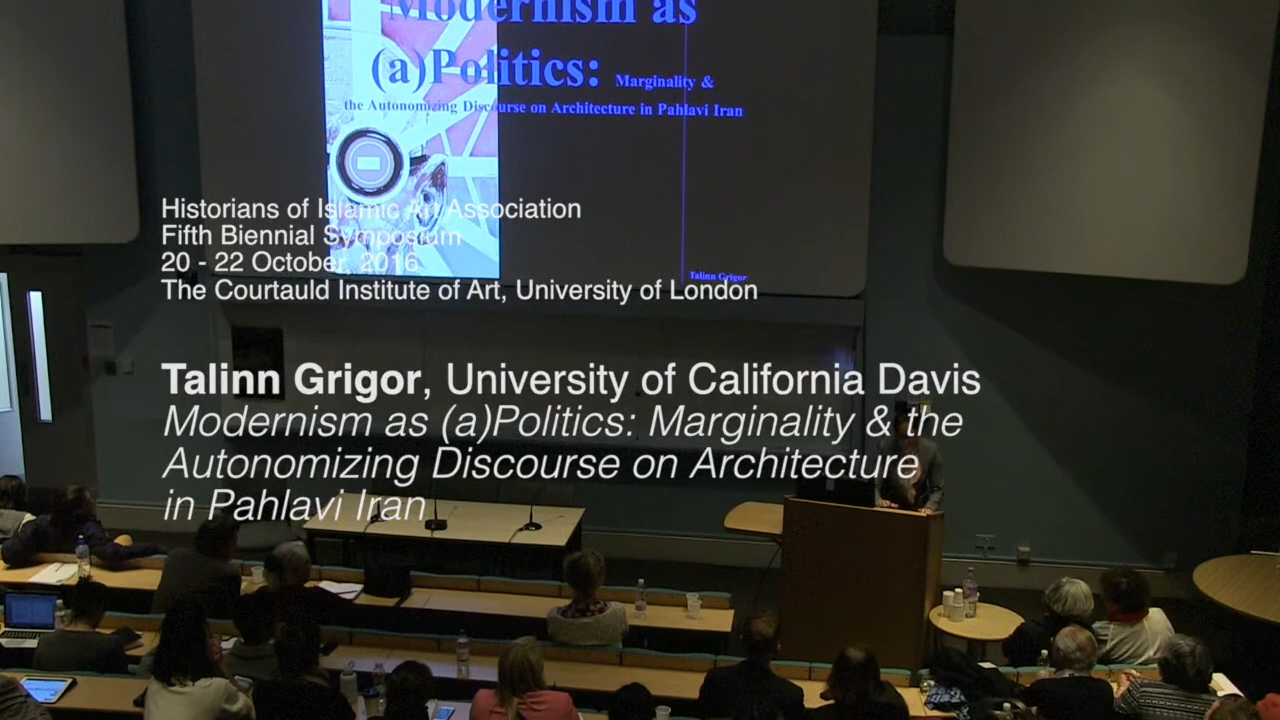 Modernism as
(a)Politics: Marginality &
the Autonomizing Discourse on Architecture in Pahlavi Iran
Talinn Grigor
Historians of Islamic Art Association
Fifth Biennial Symposium
20 - 22 October, 2016
The Courtauld Institute of Art, University of London
Talinn Grigor, University of California Davis
Modernism as (a)Politics: Marginality & the
Autonomizing Discourse on Architecture
in Pahlavi Iran